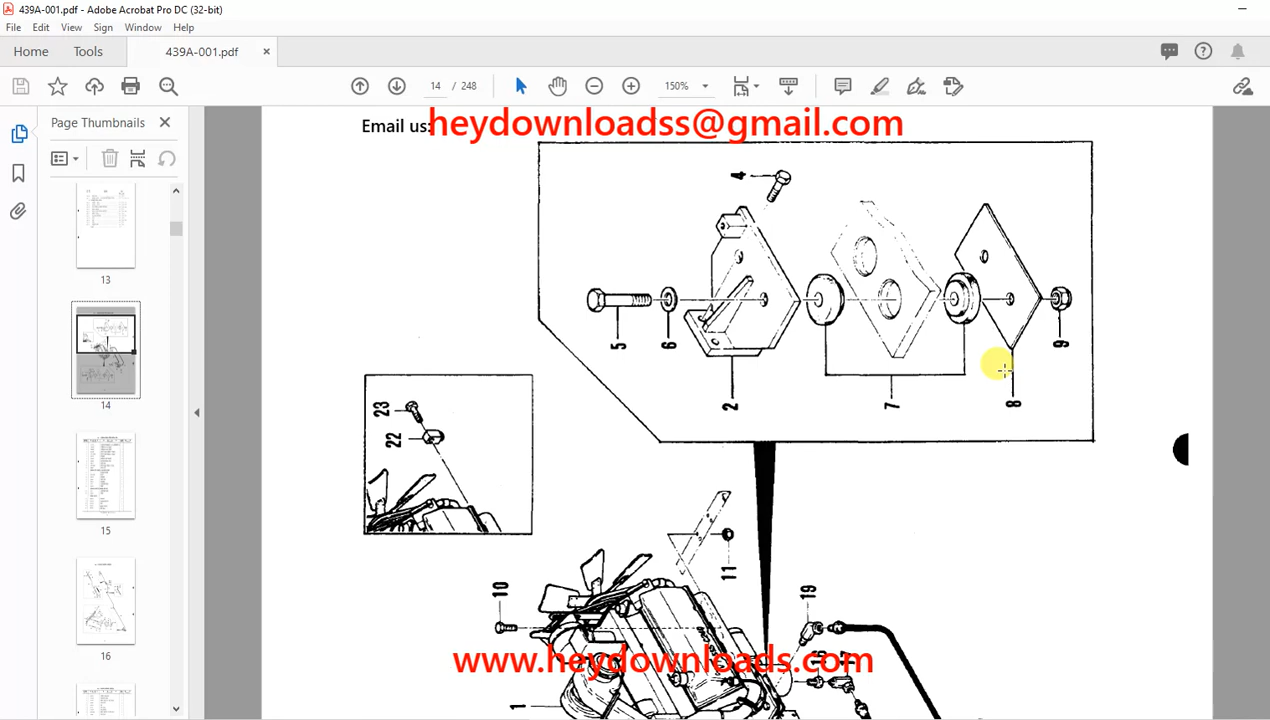 439A-001.pdf - Adobe Acrobat Pro DC (32-bit)
File Edit View Sign Window Help
Home Tools 439A-001.pdf ×
14 / 248 150%
Page Thumbnails
13
14
15
16
Email us:heydownloadss@gmail.com
4
5
6
2
7
8
9
23
22
11
10
19
1
www.heydownloads.com